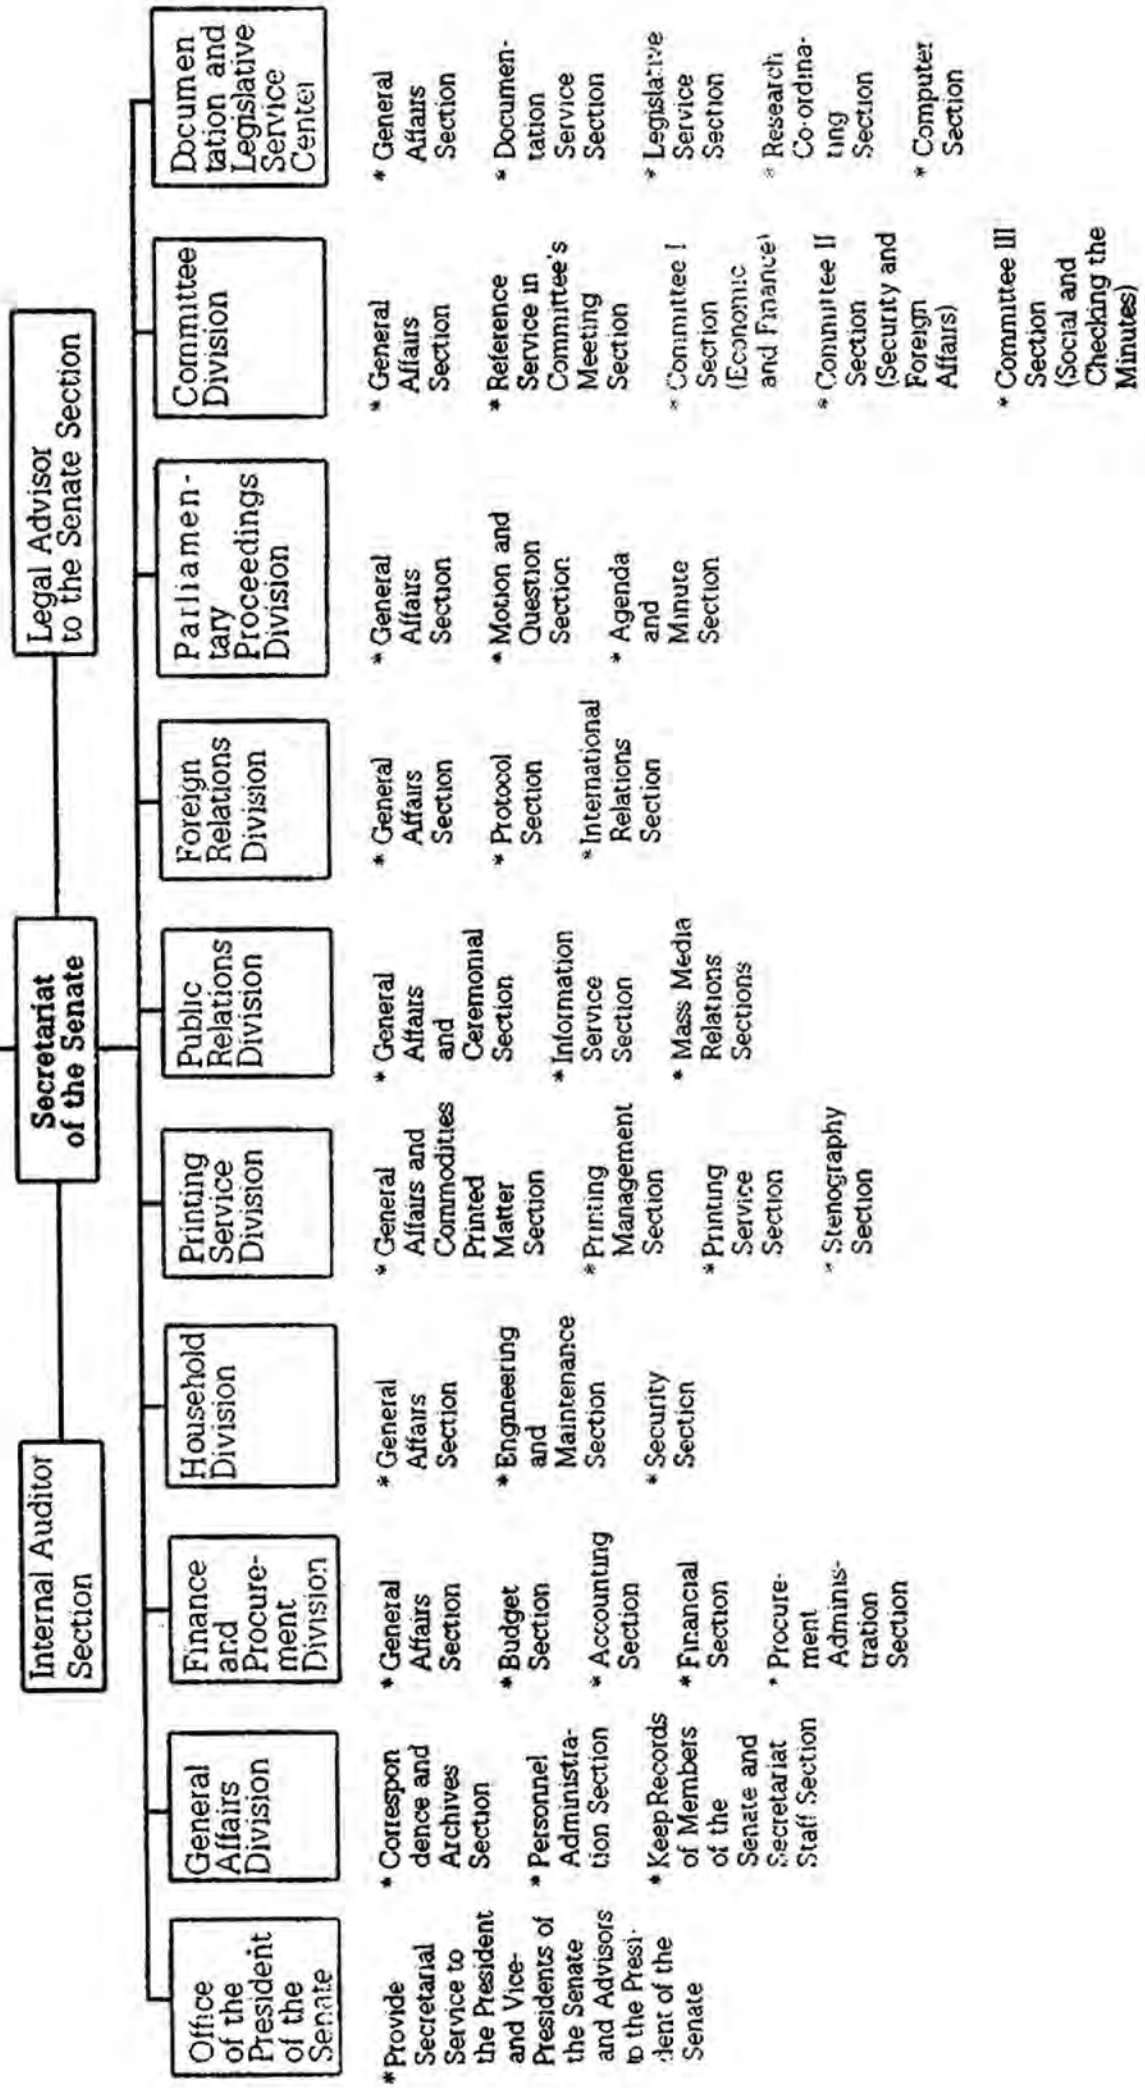 Internal Auditor
Section
Secretariat
of the Senate
Legal Advisor
to the Senate Section
Office
of the
President
of the
Senate
*Provide
Secretarial
Service to
the President
and Vice-
Presidents of
the Senate
and Advisors
to the Presi-
dent of the
Senate
General
Affairs
Division
* Correspon
dence and
Archives
Section
* Personnel
Administra-
tion Section
* Keep Records
of Members
of the
Senate and
Secretariat
Staff Section
Finance
and
Procure-
ment
Division
* General
Affairs
Section
* Budget
Section
* Accounting
Section
* Financial
Section
* Procure-
ment
Adminis-
tration
Section
Household
Division
* General
Affairs
Section
* Engineering
and
Maintenance
Section
* Security
Section
Printing
Service
Division
* General
Affairs and
Commodities
Printed
Matter
Section
* Printing
Management
Section
* Printing
Service
Section
* Stenography
Section
Public
Relations
Division
* General
Affairs
and
Ceremonial
Section
* Information
Service
Section
* Mass Media
Relations
Sections
Foreign
Relations
Division
* General
Affairs
Section
* Protocol
Section
* International
Relations
Section
Parliamen-
tary
Proceedings
Division
* General
Affairs
Section
* Motion and
Question
Section
* Agenda
and
Minute
Section
Committee
Division
* General
Affairs
Section
* Reference
Service in
Committee's
Meeting
Section
* Committee I
Section
(Economic
and Finance)
* Committee II
Section
(Security and
Foreign
Affairs)
* Committee III
Section
(Social and
Checking the
Minutes)
Documen
tation and
Legislative
Service
Center
* General
Affairs
Section
* Documen-
tation
Service
Section
* Legislative
Service
Section
* Research
Co-ordina-
ting
Section
* Computer
Section